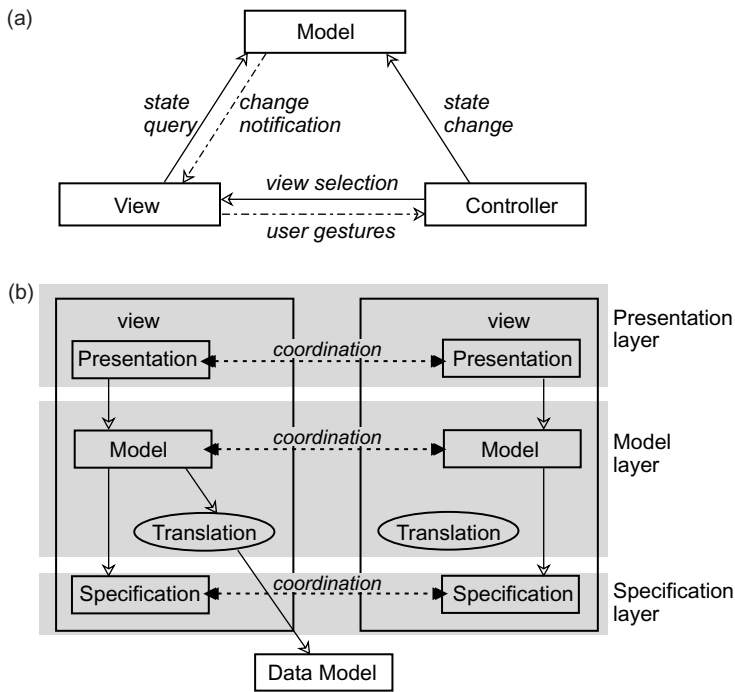 (a)
Model
state
query
change
notification
state
change
view selection
View
Controller
user gestures
(b)
view
view
Presentation
layer
Presentation
coordination
Presentation
Model
coordination
Model
Model
layer
Translation
Translation
Specification
coordination
Specification
Specification
layer
Data Model